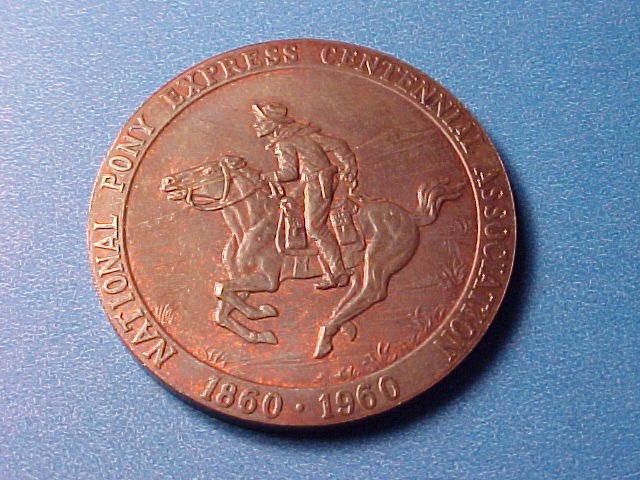 NATIONAL PONY EXPRESS CENTENNIAL ASSOCIATION
1860 · 1960